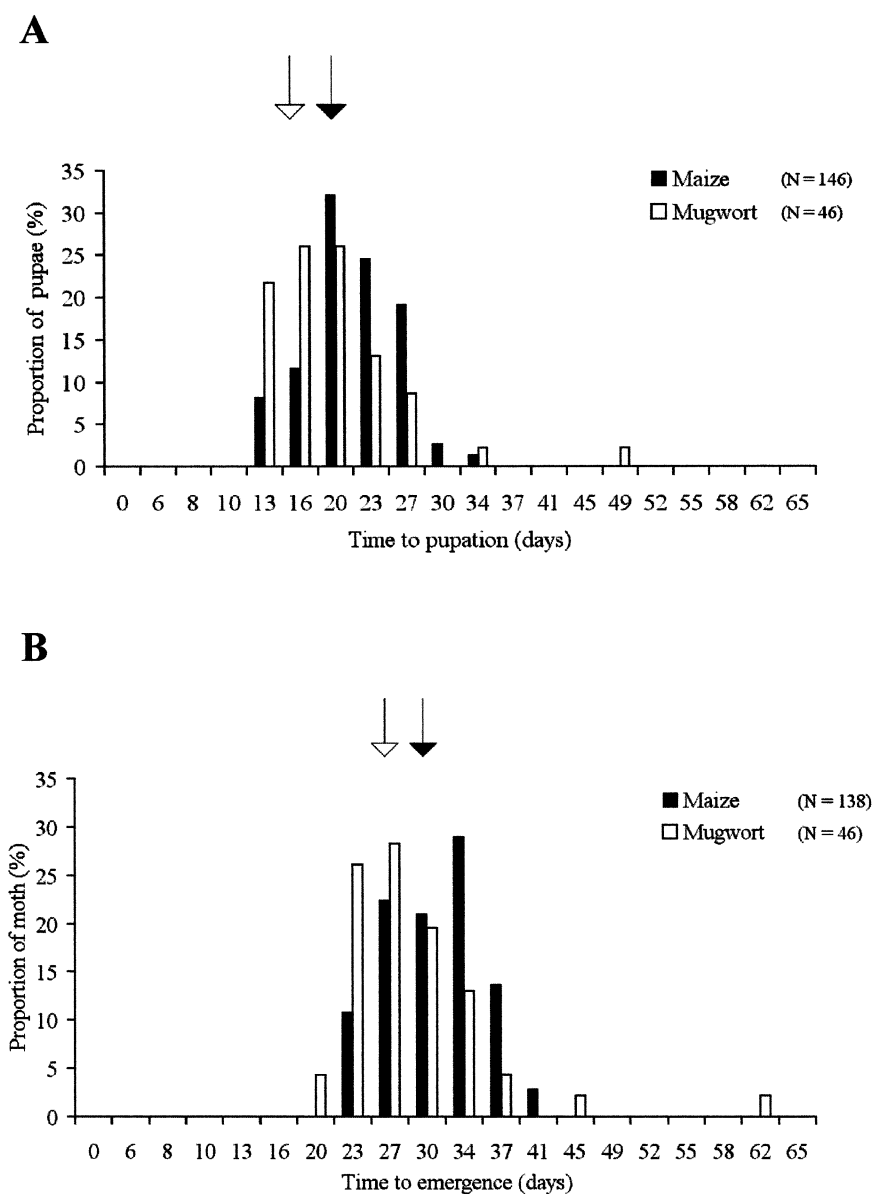 A
35
30
25
20
15
10
5
0
Proportion of pupae (%)
Maize (N = 146)
Mugwort (N = 46)
0 6 8 10 13 16 20 23 27 30 34 37 41 45 49 52 55 58 62 65
Time to pupation (days)
B
35
30
25
20
15
10
5
0
Proportion of moth (%)
Maize (N = 138)
Mugwort (N = 46)
0 6 8 10 13 16 20 23 27 30 34 37 41 45 52 55 58 62 65
Time to emergence (days)